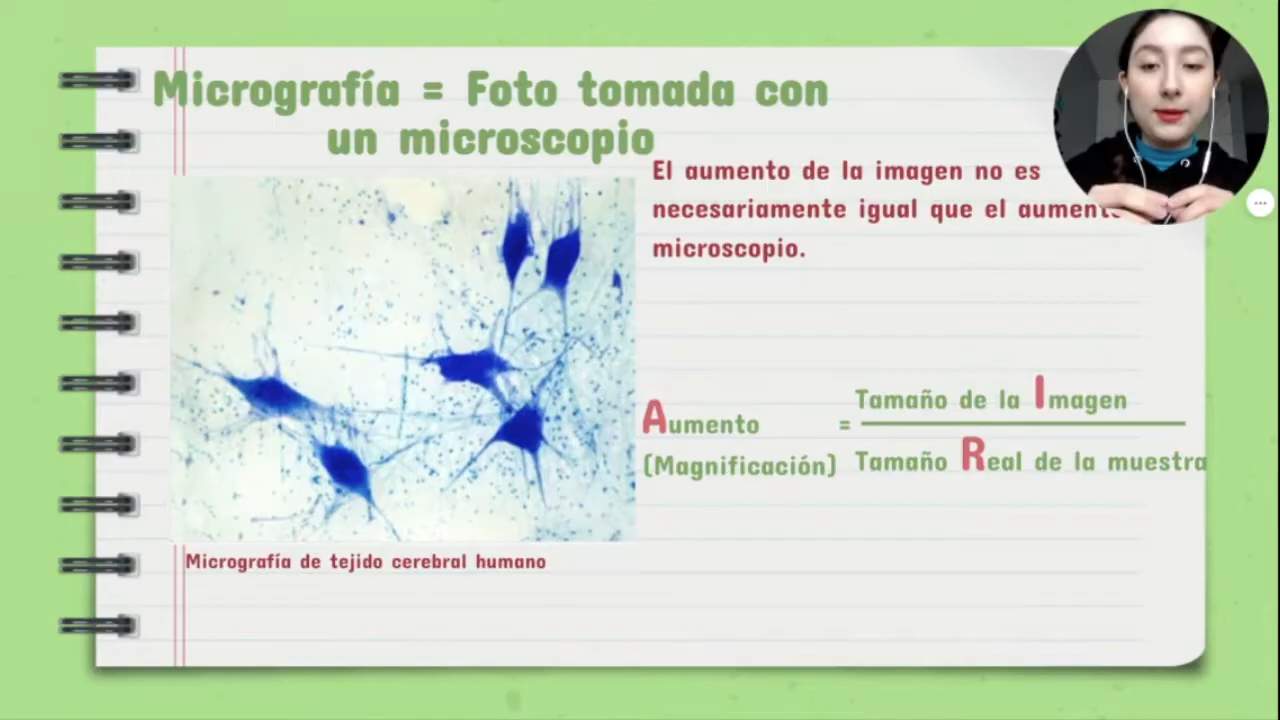 Micrografía = Foto tomada con
un microscopio
El aumento de la imagen no es
necesariamente igual que el aumento
microscopio.
Aumento
(Magnificación)
=
Tamaño de la Imagen
Tamaño Real de la muestra
Micrografía de tejido cerebral humano